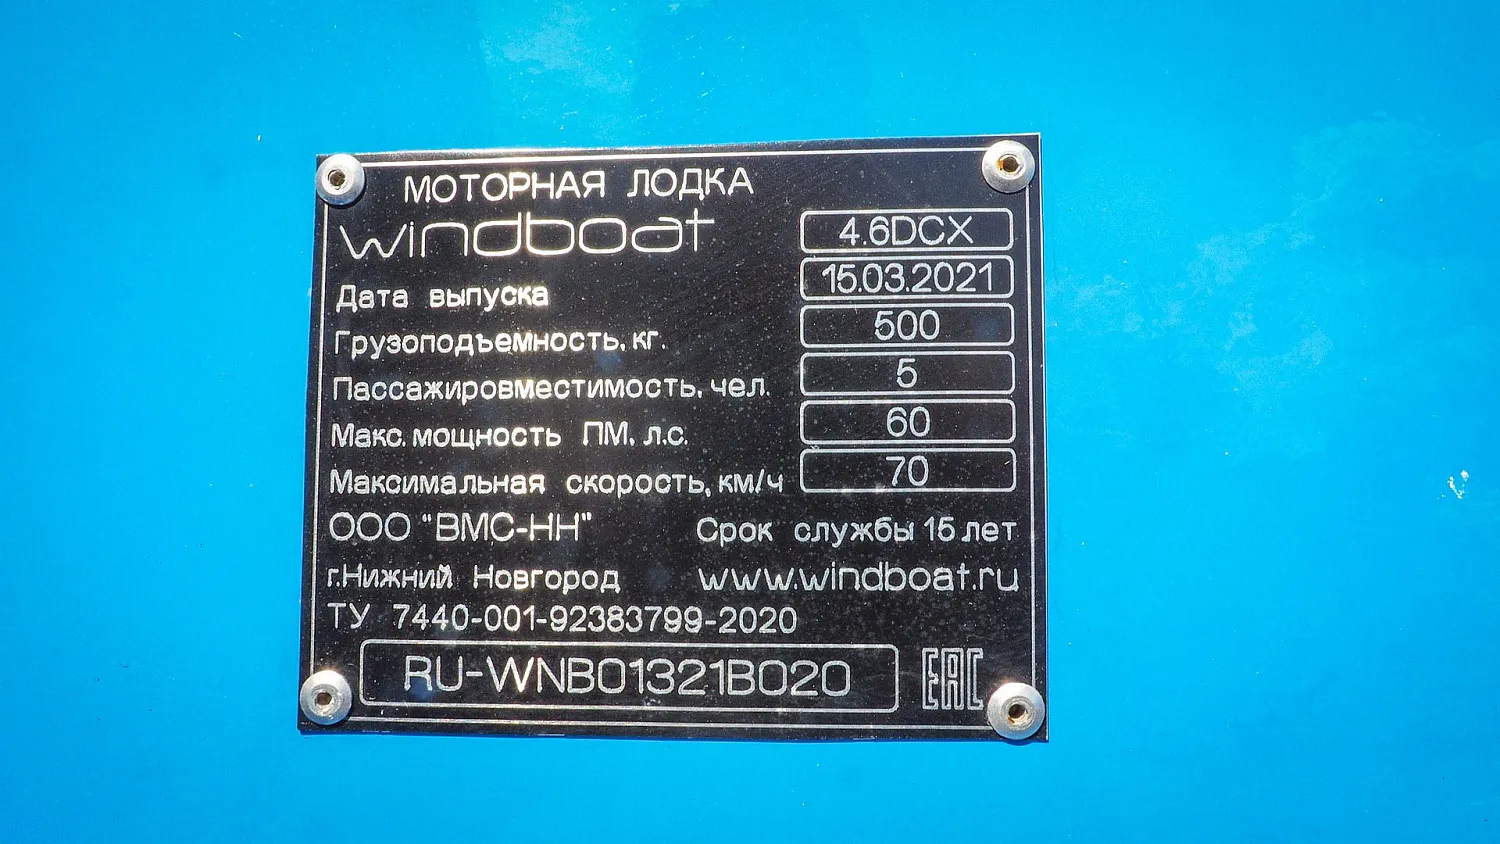 МОТОРНАЯ ЛОДКА
windboat 4.6DCX
Дата выпуска 15.03.2021
Грузоподъемность, кг. 500
Пассажировместимость, чел. 5
Макс. мощность ПМ, л.с. 60
Максимальная скорость, км/ч 70
ООО "ВМС-НН" Срок службы 15 лет
г.Нижний Новгород www.windboat.ru
ТУ 7440-001-92383799-2020
RU-WNB01321B020 EAC